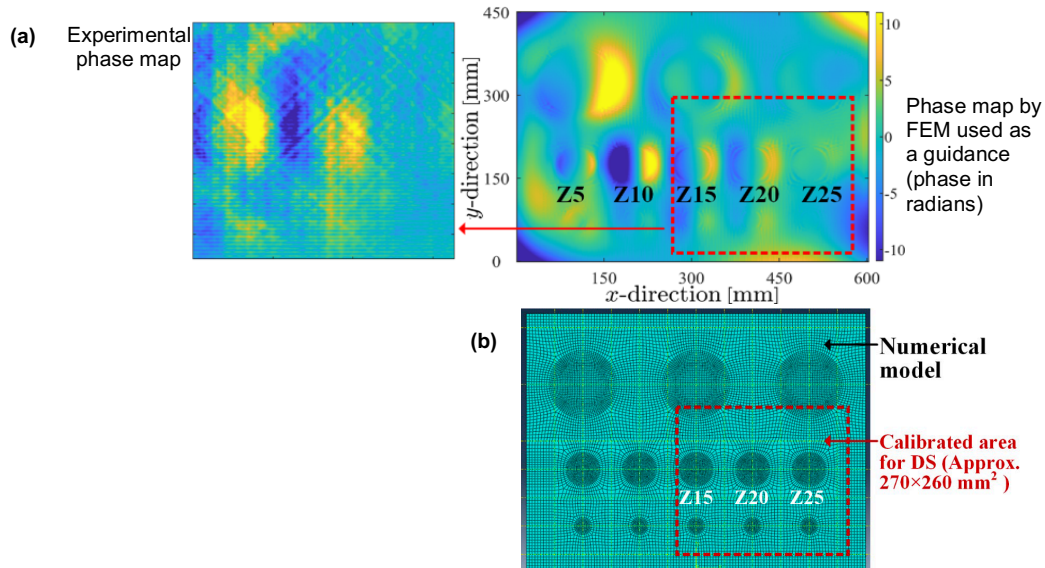 (a)
Experimental
phase map
450
300
150
0
y-direction [mm]
150
300
450
600
x-direction [mm]
Z5
Z10
Z15
Z20
Z25
10
5
0
-5
-10
Phase map by
FEM used as
a guidance
(phase in
radians)
(b)
Numerical
model
Calibrated area
for DS (Approx.
270×260 mm² )
Z15
Z20
Z25